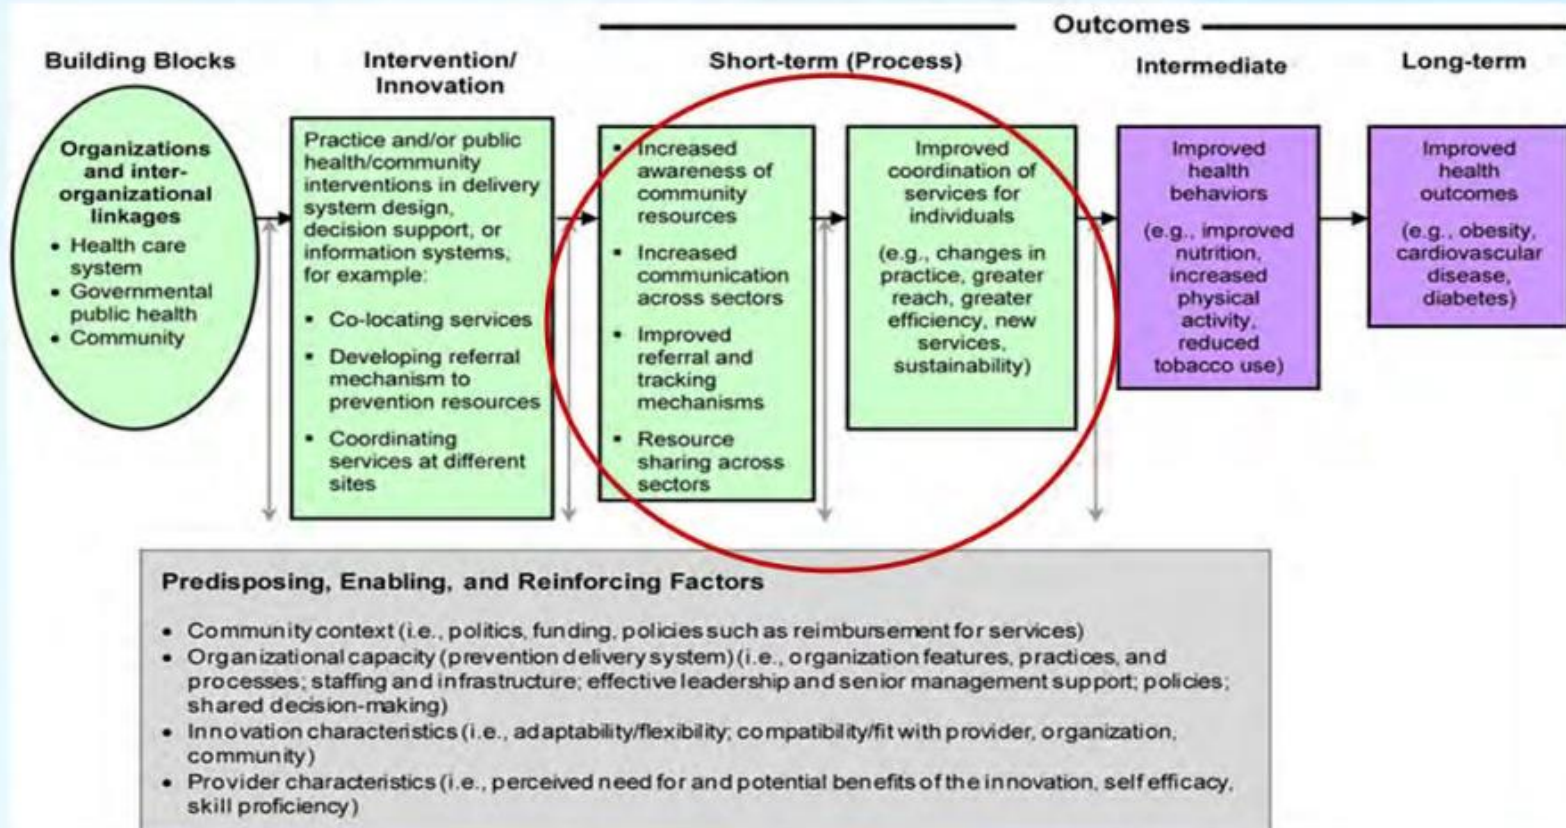 Outcomes
Building Blocks
Intervention/
Innovation
Short-term (Process)
Intermediate
Long-term
Organizations
and inter-
organizational
linkages
• Health care
system
• Governmental
public health
• Community
Practice and/or public
health/community
interventions in delivery
system design,
decision support, or
information systems,
for example:
▪ Co-locating services
▪ Developing referral
mechanism to
prevention resources
▪ Coordinating
services at different
sites
▪ Increased
awareness of
community
resources
▪ Increased
communication
across sectors
▪ Improved
referral and
tracking
mechanisms
▪ Resource
sharing across
sectors
Improved
coordination of
services for
individuals
(e.g., changes in
practice, greater
reach, greater
efficiency, new
services,
sustainability)
Improved
health
behaviors
(e.g., improved
nutrition,
increased
physical
activity,
reduced
tobacco use)
Improved
health
outcomes
(e.g., obesity,
cardiovascular
disease,
diabetes)
Predisposing, Enabling, and Reinforcing Factors
• Community context (i.e., politics, funding, policies such as reimbursement for services)
• Organizational capacity (prevention delivery system) (i.e., organization features, practices, and
processes; staffing and infrastructure; effective leadership and senior management support; policies;
shared decision-making)
• Innovation characteristics (i.e., adaptability/flexibility; compatibility/fit with provider, organization,
community)
• Provider characteristics (i.e., perceived need for and potential benefits of the innovation, self efficacy,
skill proficiency)